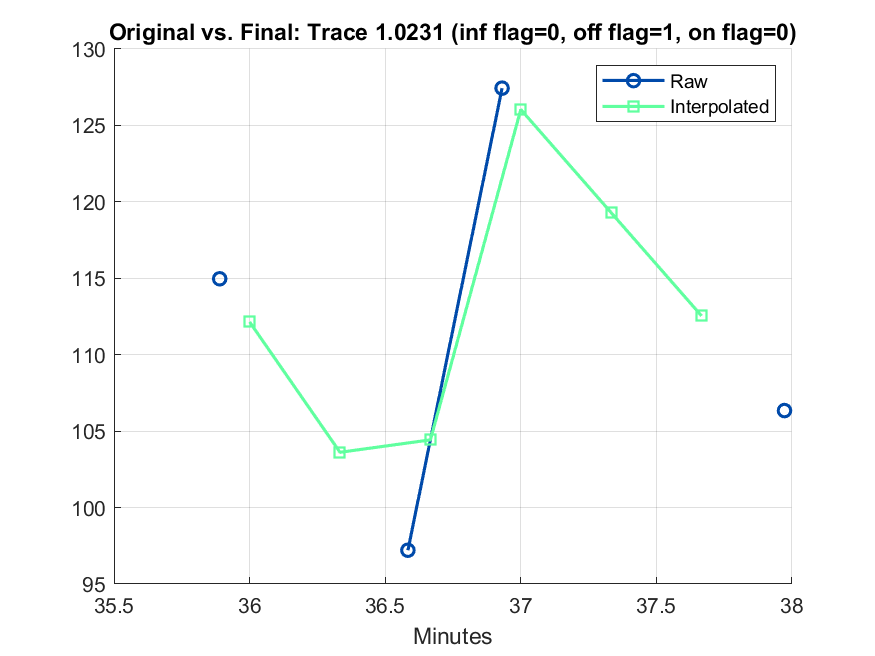 Original vs. Final: Trace 1.0231 (inf flag=0, off flag=1, on flag=0)
130
Raw
Interpolated
125
120
115
110
105
100
95
35.5 36 36.5 37 37.5 38
Minutes